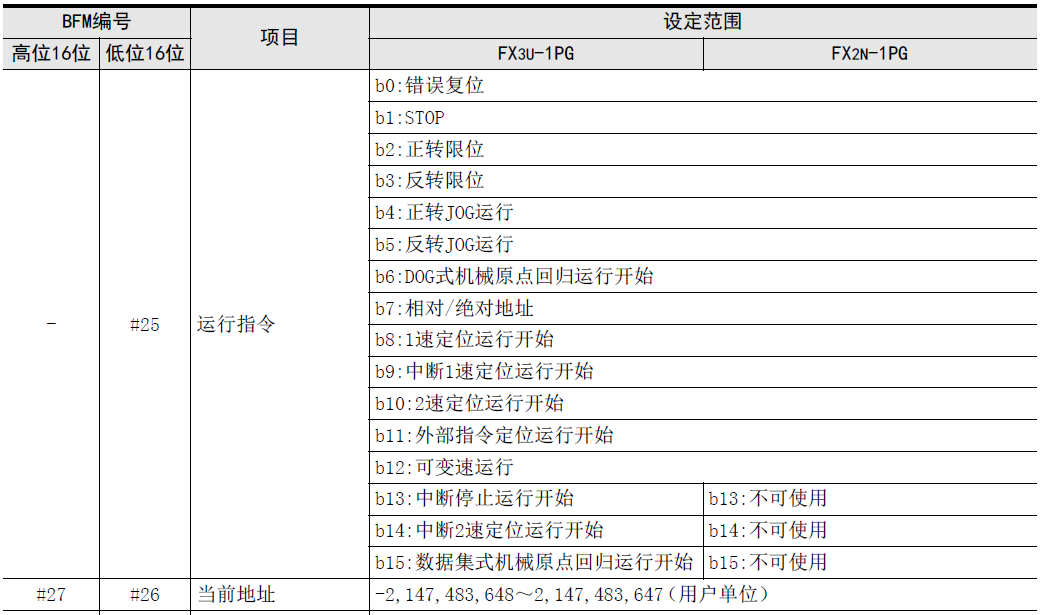 BFM编号 项目 设定范围
高位16位 低位16位 FX3U-1PG FX2N-1PG
- #25 运行指令
b0:错误复位
b1:STOP
b2:正转限位
b3:反转限位
b4:正转JOG运行
b5:反转JOG运行
b6:DOG式机械原点回归运行开始
b7:相对/绝对地址
b8:1速定位运行开始
b9:中断1速定位运行开始
b10:2速定位运行开始
b11:外部指令定位运行开始
b12:可变速运行
b13:中断停止运行开始 b13:不可使用
b14:中断2速定位运行开始 b14:不可使用
b15:数据集式机械原点回归运行开始 b15:不可使用
#27 #26 当前地址 -2,147,483,648～2,147,483,647(用户单位)